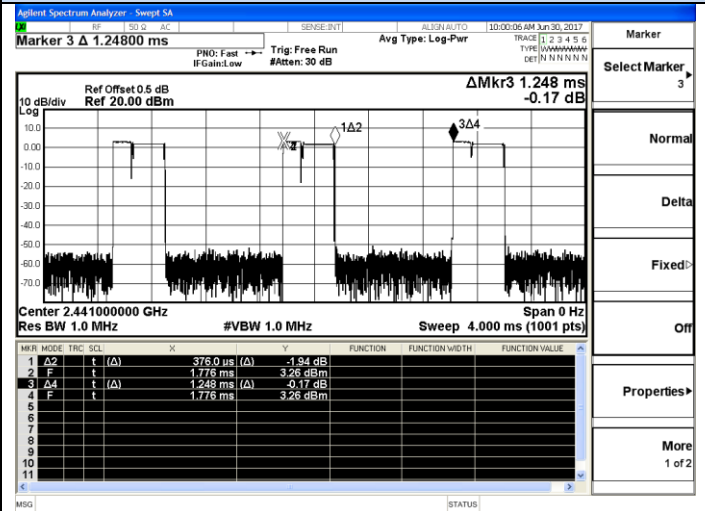 Agilent Spectrum Analyzer - Swept SA
RF 50 Ω AC SENSE:INT ALIGN AUTO 10:00:06 AM Jun 30, 2017
Marker 3 Δ 1.24800 ms
PNO: Fast
IFGain:Low
Trig: Free Run
#Atten: 30 dB
Avg Type: Log-Pwr
TRACE 1 2 3 4 5 6
TYPE W
DET N N N N N N
Ref Offset 0.5 dB
10 dB/div Ref 20.00 dBm
Log
ΔMkr3 1.248 ms
-0.17 dB
10.0
0.00
-10.0
-20.0
-30.0
-40.0
-50.0
-60.0
-70.0
1Δ2
3Δ4
Center 2.441000000 GHz Span 0 Hz
Res BW 1.0 MHz #VBW 1.0 MHz Sweep 4.000 ms (1001 pts)
MKR MODE TRC SCL X Y FUNCTION FUNCTION WIDTH FUNCTION VALUE
1 Δ2 t (Δ) 376.0 µs (Δ) -1.94 dB
2 F t 1.776 ms 3.26 dBm
3 Δ4 t (Δ) 1.248 ms (Δ) -0.17 dB
4 F t 1.776 ms 3.26 dBm
5
6
7
8
9
10
11
MSG STATUS
Marker
Select Marker
3
Normal
Delta
Fixed
Off
Properties
More
1 of 2